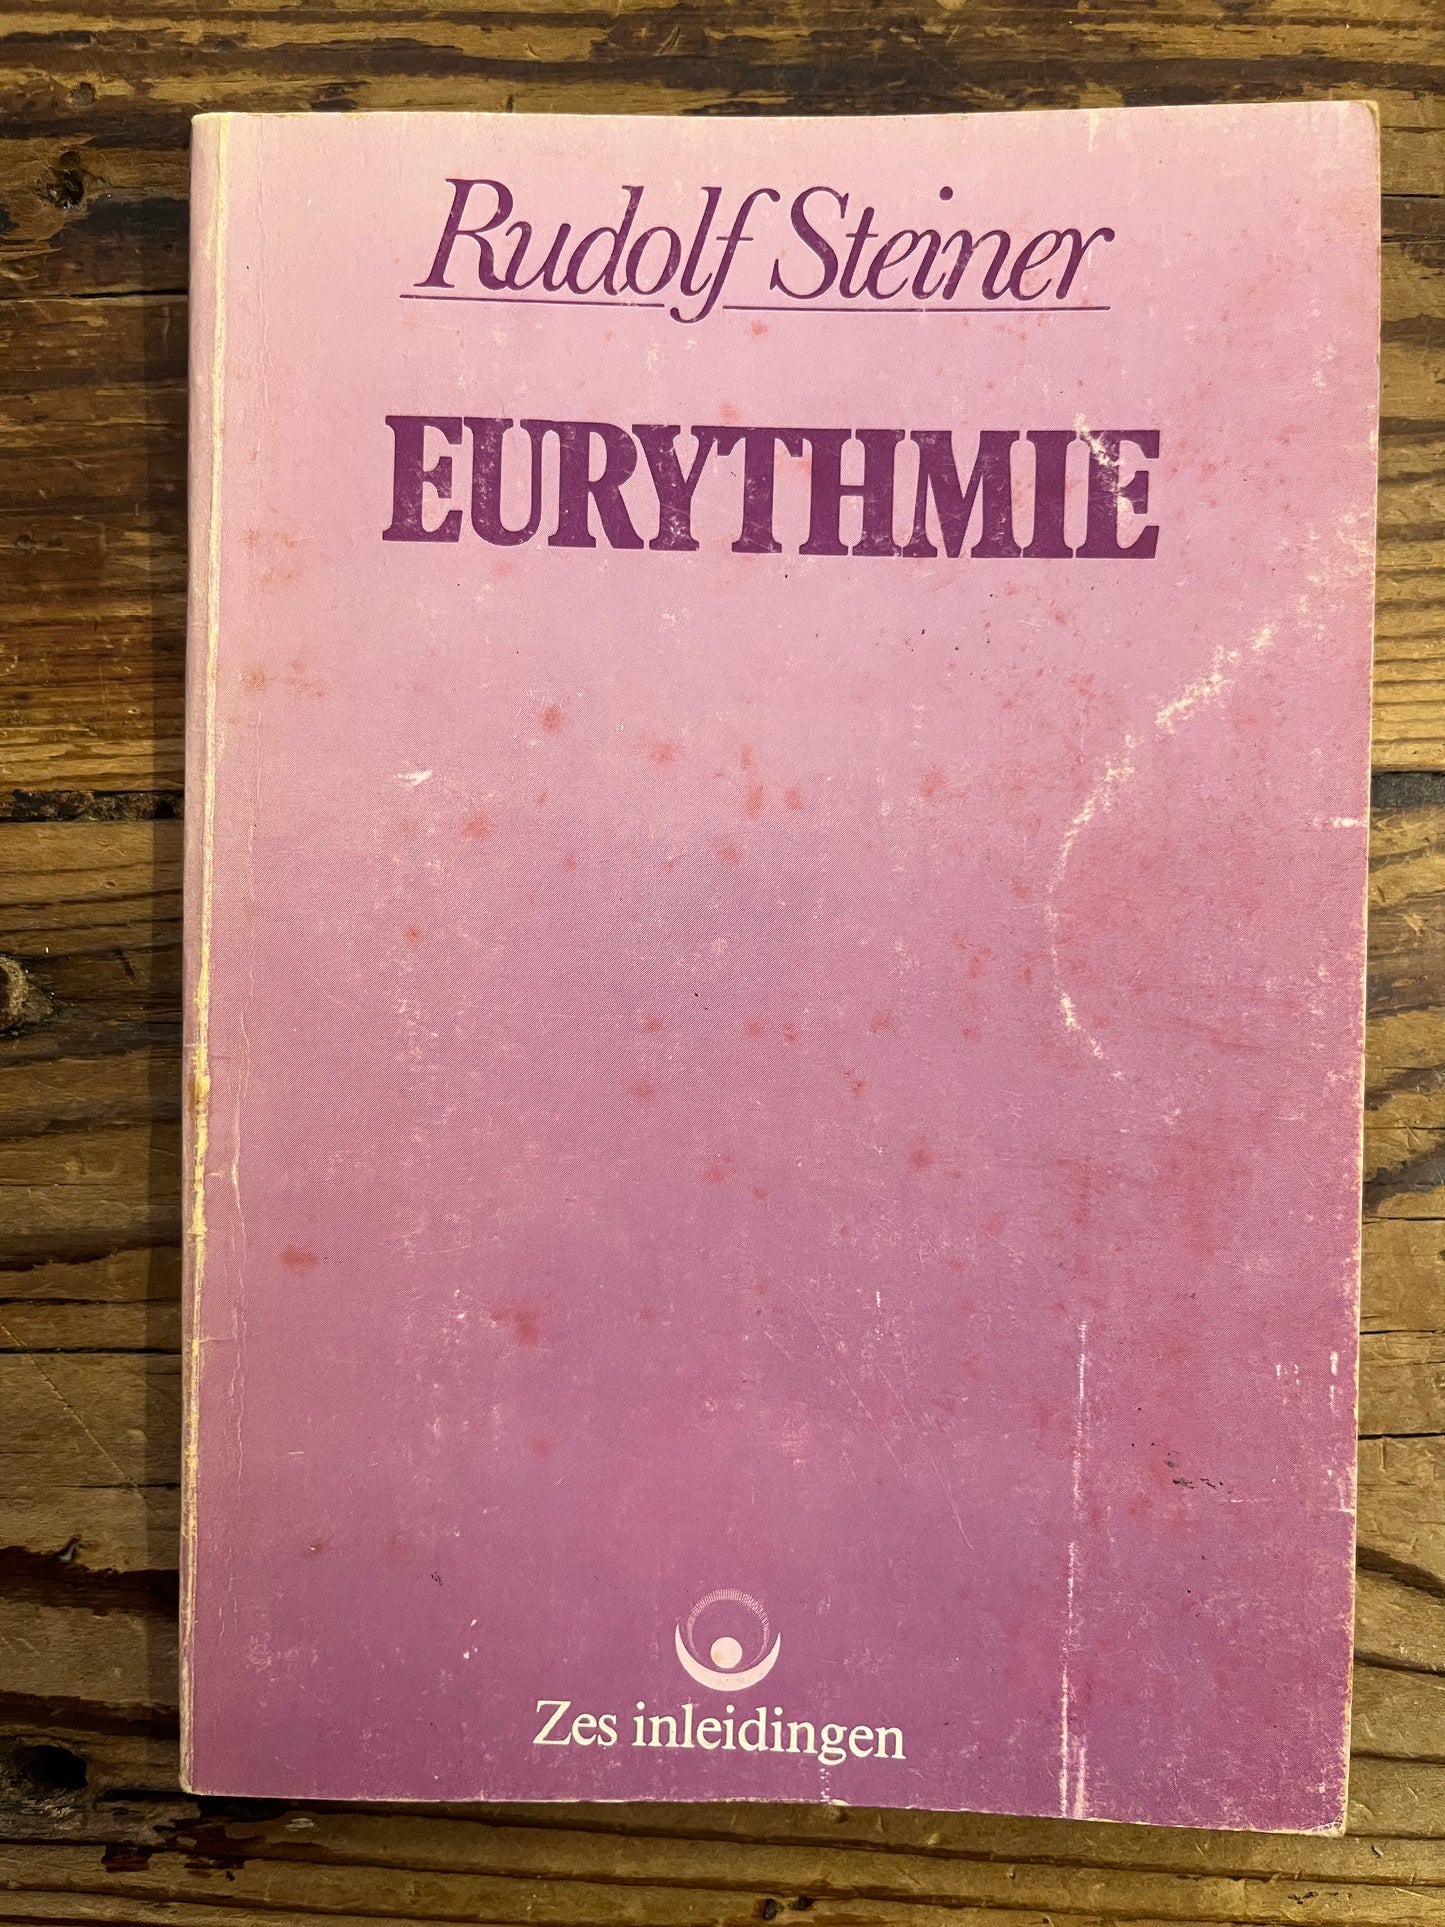 Rudolf Steiner
EURYTHMIE
Zes inleidingen